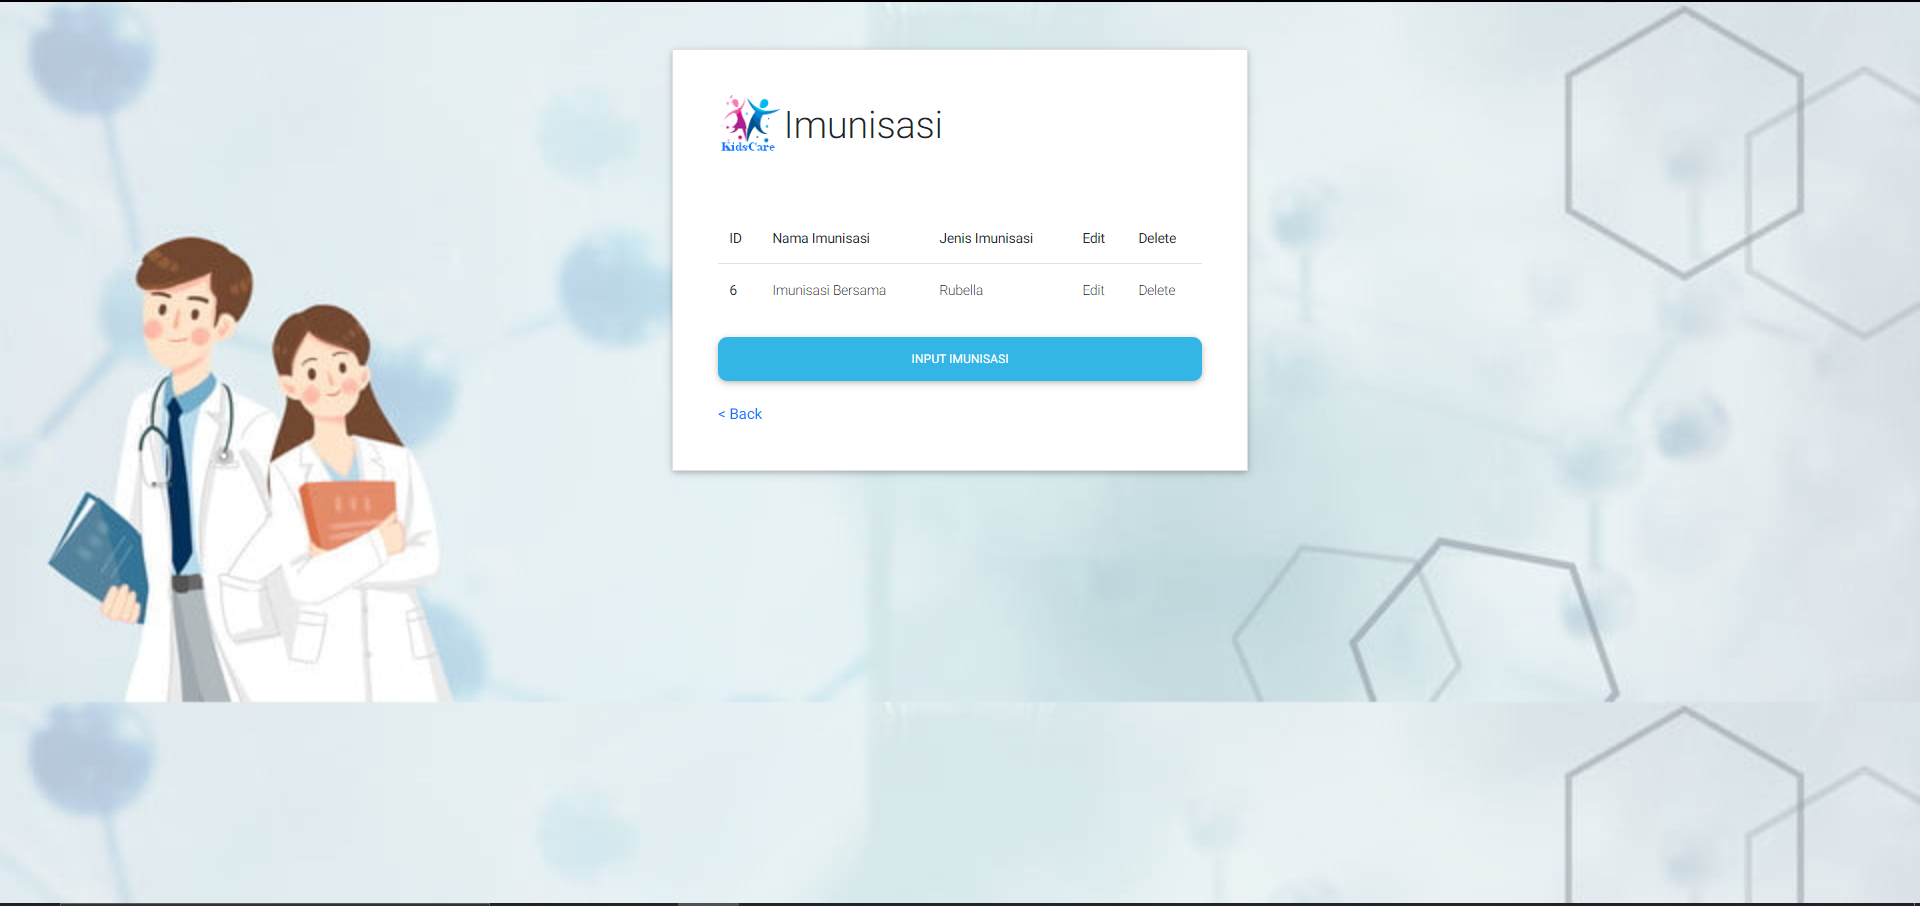 KidsCare
Imunisasi
ID Nama Imunisasi Jenis Imunisasi Edit Delete
6 Imunisasi Bersama Rubella Edit Delete
INPUT IMUNISASI
< Back